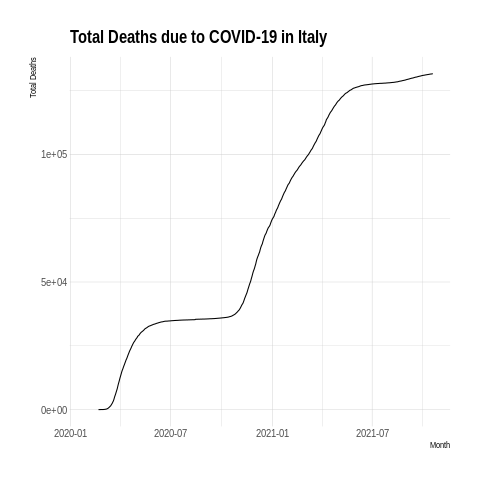 Total Deaths due to COVID-19 in Italy
Total Deaths
1e+05
5e+04
0e+00
2020-01 2020-07 2021-01 2021-07
Month